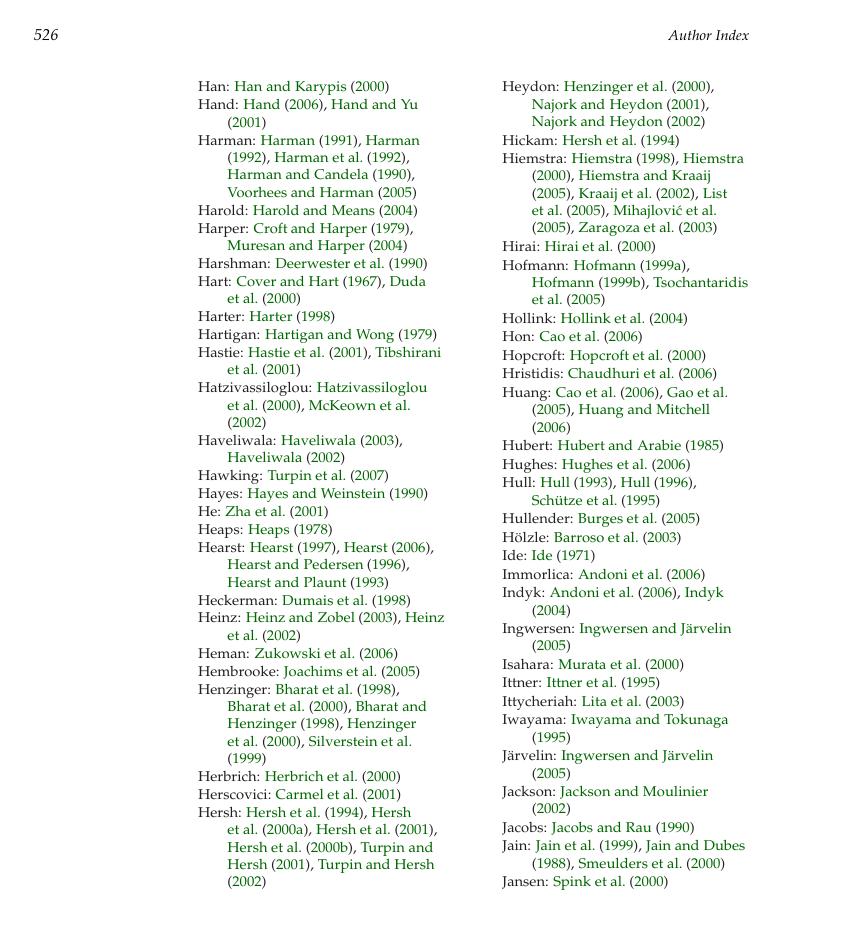 526
Author Index
Han: Han and Karypis (2000)
Hand: Hand (2006), Hand and Yu
(2001)
Harman: Harman (1991), Harman
(1992), Harman et al. (1992),
Harman and Candela (1990),
Voorhees and Harman (2005)
Harold: Harold and Means (2004)
Harper: Croft and Harper (1979),
Muresan and Harper (2004)
Harshman: Deerwester et al. (1990)
Hart: Cover and Hart (1967), Duda
et al. (2000)
Harter: Harter (1998)
Hartigan: Hartigan and Wong (1979)
Hastie: Hastie et al. (2001), Tibshirani
et al. (2001)
Hatzivassiloglou: Hatzivassiloglou
et al. (2000), McKeown et al.
(2002)
Haveliwala: Haveliwala (2003),
Haveliwala (2002)
Hawking: Turpin et al. (2007)
Hayes: Hayes and Weinstein (1990)
He: Zha et al. (2001)
Heaps: Heaps (1978)
Hearst: Hearst (1997), Hearst (2006),
Hearst and Pedersen (1996),
Hearst and Plaunt (1993)
Heckerman: Dumais et al. (1998)
Heinz: Heinz and Zobel (2003), Heinz
et al. (2002)
Heman: Zukowski et al. (2006)
Hembrooke: Joachims et al. (2005)
Henzinger: Bharat et al. (1998),
Bharat et al. (2000), Bharat and
Henzinger (1998), Henzinger
et al. (2000), Silverstein et al.
(1999)
Herbrich: Herbrich et al. (2000)
Herscovici: Carmel et al. (2001)
Hersh: Hersh et al. (1994), Hersh
et al. (2000a), Hersh et al. (2001),
Hersh et al. (2000b), Turpin and
Hersh (2001), Turpin and Hersh
(2002)
Heydon: Henzinger et al. (2000),
Najork and Heydon (2001),
Najork and Heydon (2002)
Hickam: Hersh et al. (1994)
Hiemstra: Hiemstra (1998), Hiemstra
(2000), Hiemstra and Kraaij
(2005), Kraaij et al. (2002), List
et al. (2005), Mihajlović et al.
(2005), Zaragoza et al. (2003)
Hirai: Hirai et al. (2000)
Hofmann: Hofmann (1999a),
Hofmann (1999b), Tsochantaridis
et al. (2005)
Hollink: Hollink et al. (2004)
Hon: Cao et al. (2006)
Hopcroft: Hopcroft et al. (2000)
Hristidis: Chaudhuri et al. (2006)
Huang: Cao et al. (2006), Gao et al.
(2005), Huang and Mitchell
(2006)
Hubert: Hubert and Arabie (1985)
Hughes: Hughes et al. (2006)
Hull: Hull (1993), Hull (1996),
Schütze et al. (1995)
Hullender: Burges et al. (2005)
Hölzle: Barroso et al. (2003)
Ide: Ide (1971)
Immorlica: Andoni et al. (2006)
Indyk: Andoni et al. (2006), Indyk
(2004)
Ingwersen: Ingwersen and Järvelin
(2005)
Isahara: Murata et al. (2000)
Ittner: Ittner et al. (1995)
Ittycheriah: Lita et al. (2003)
Iwayama: Iwayama and Tokunaga
(1995)
Järvelin: Ingwersen and Järvelin
(2005)
Jackson: Jackson and Moulinier
(2002)
Jacobs: Jacobs and Rau (1990)
Jain: Jain et al. (1999), Jain and Dubes
(1988), Smeulders et al. (2000)
Jansen: Spink et al. (2000)